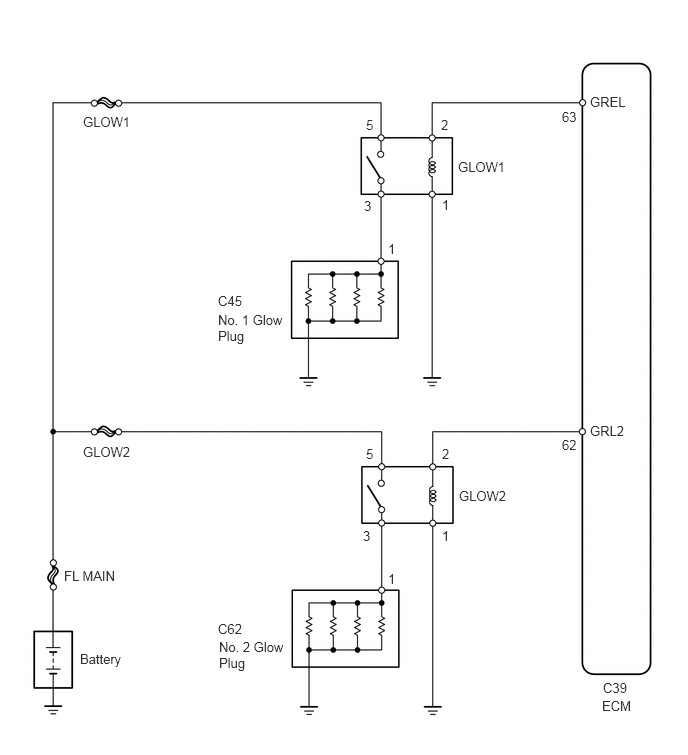 GREL
63
GLOW1
5
2
GLOW1
3
1
1
C45
No. 1 Glow
Plug
GRL2
62
GLOW2
5
2
GLOW2
3
1
FL MAIN
1
C62
No. 2 Glow
Plug
Battery
C39
ECM